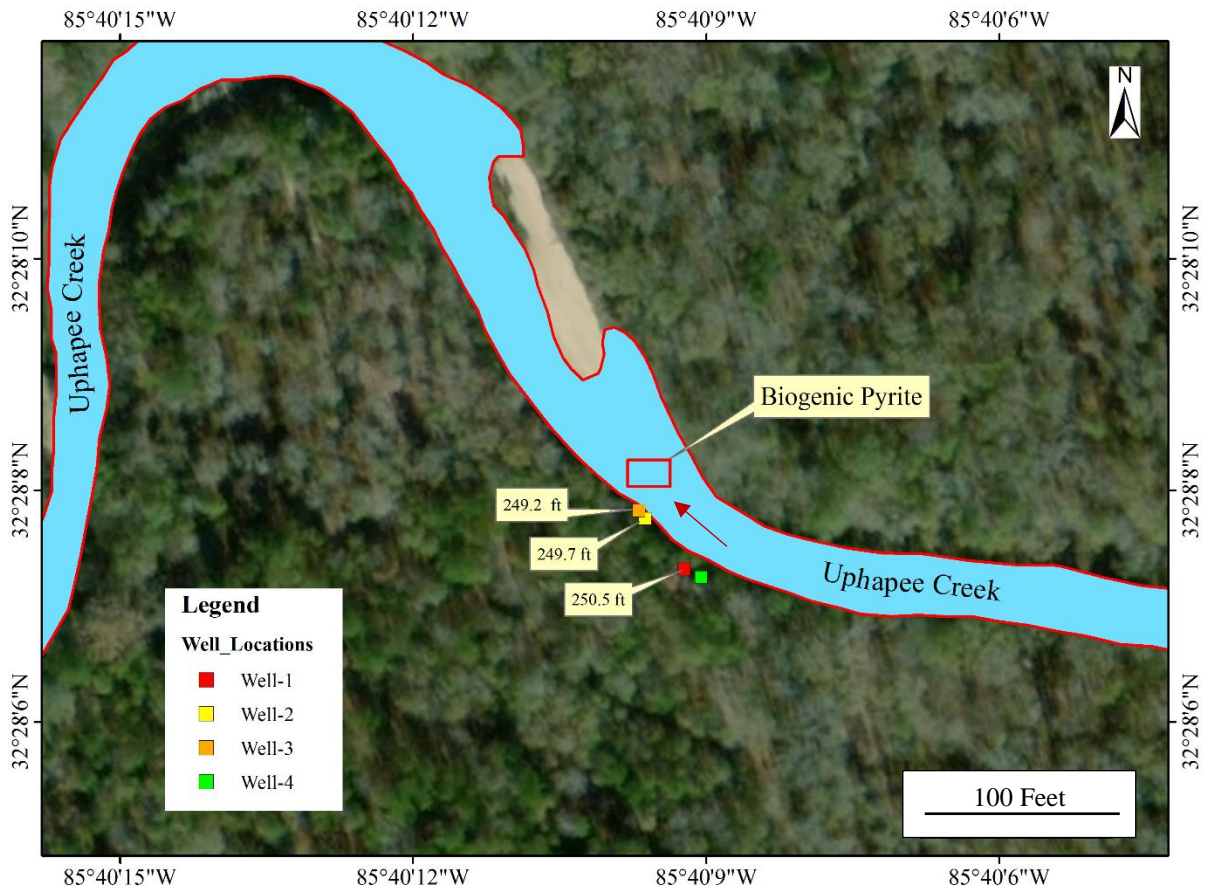 85°40'15"W 85°40'12"W 85°40'9"W 85°40'6"W
N
32°28'10"N
32°28'10"N
Uphapee Creek
Biogenic Pyrite
32°28'8"N
32°28'8"N
249.2 ft
249.7 ft
250.5 ft
Uphapee Creek
Legend
Well_Locations
Well-1
Well-2
Well-3
Well-4
32°28'6"N
32°28'6"N
100 Feet
85°40'15"W 85°40'12"W 85°40'9"W 85°40'6"W